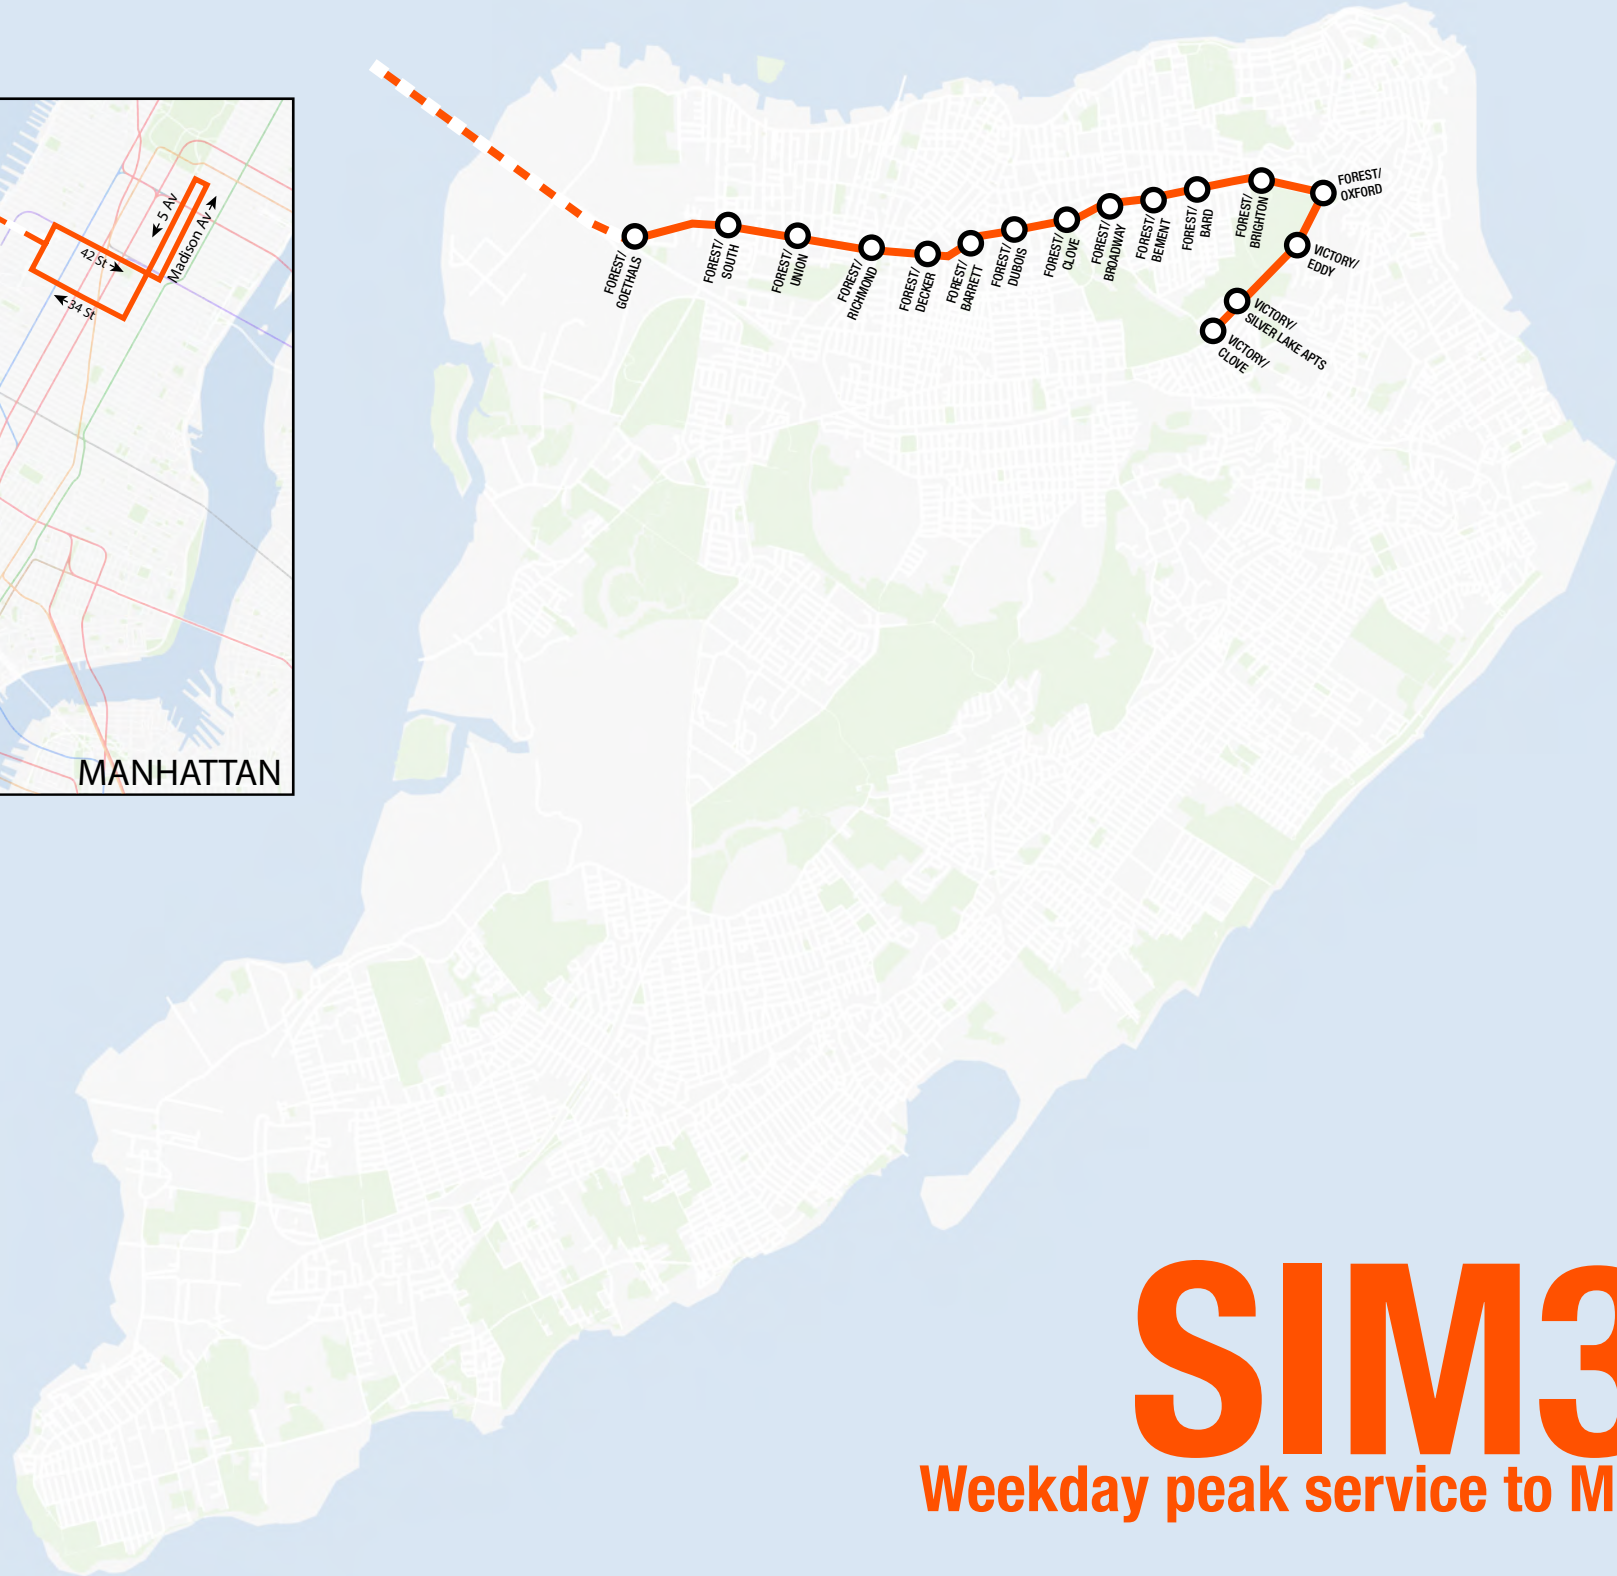 5 Av
Madison Av
42 St
34 St
MANHATTAN
FOREST/
GOETHALS
FOREST/
SOUTH
FOREST/
UNION
FOREST/
RICHMOND
FOREST/
DECKER
FOREST/
BARRETT
FOREST/
DUBOIS
FOREST/
CLOVE
FOREST/
BROADWAY
FOREST/
BEMENT
FOREST/
BARD
FOREST/
BRIGHTON
FOREST/
OXFORD
VICTORY/
EDDY
VICTORY/
SILVER LAKE APTS
VICTORY/
CLOVE
SIM3
Weekday peak service to M